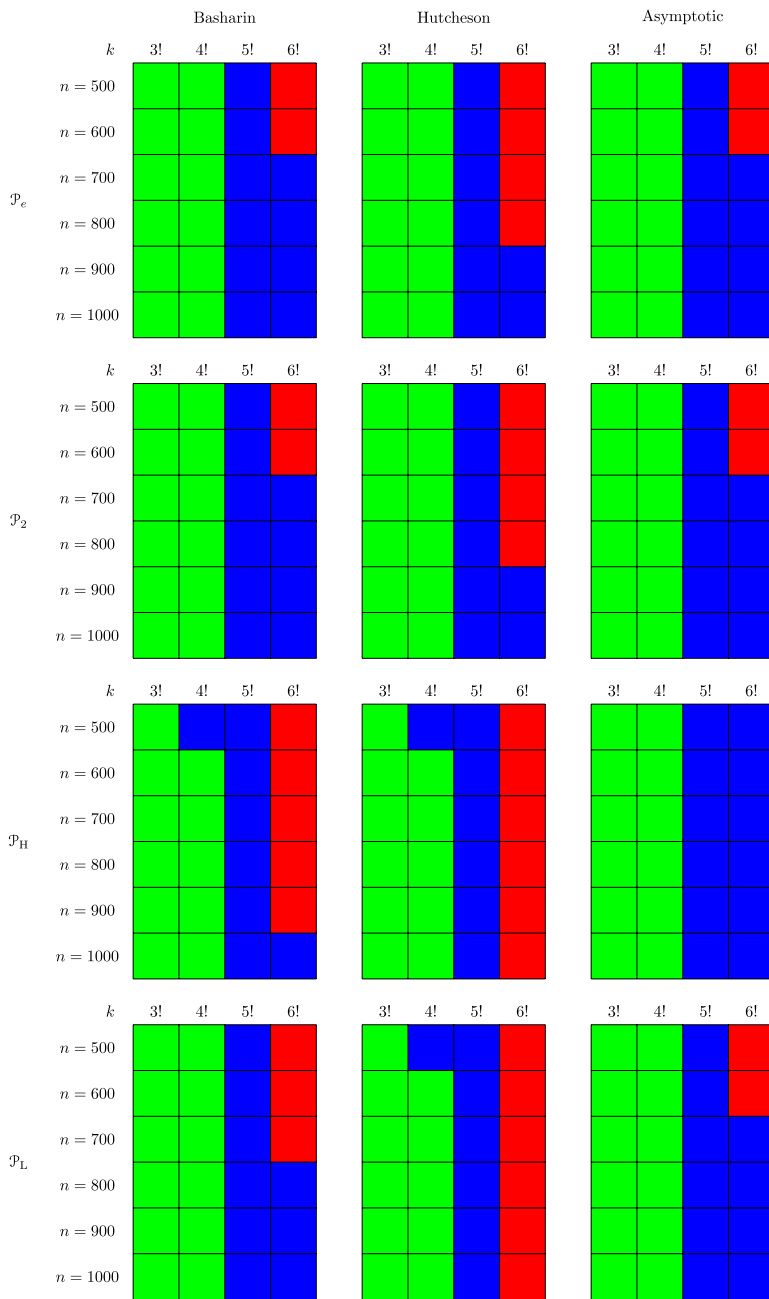 Basharin Hutcheson Asymptotic
k 3! 4! 5! 6! 3! 4! 5! 6! 3! 4! 5! 6!
n = 500
n = 600
n = 700
𝒫e
n = 800
n = 900
n = 1000
k 3! 4! 5! 6! 3! 4! 5! 6! 3! 4! 5! 6!
n = 500
n = 600
n = 700
𝒫2
n = 800
n = 900
n = 1000
k 3! 4! 5! 6! 3! 4! 5! 6! 3! 4! 5! 6!
n = 500
n = 600
n = 700
𝒫H
n = 800
n = 900
n = 1000
k 3! 4! 5! 6! 3! 4! 5! 6! 3! 4! 5! 6!
n = 500
n = 600
n = 700
𝒫L
n = 800
n = 900
n = 1000